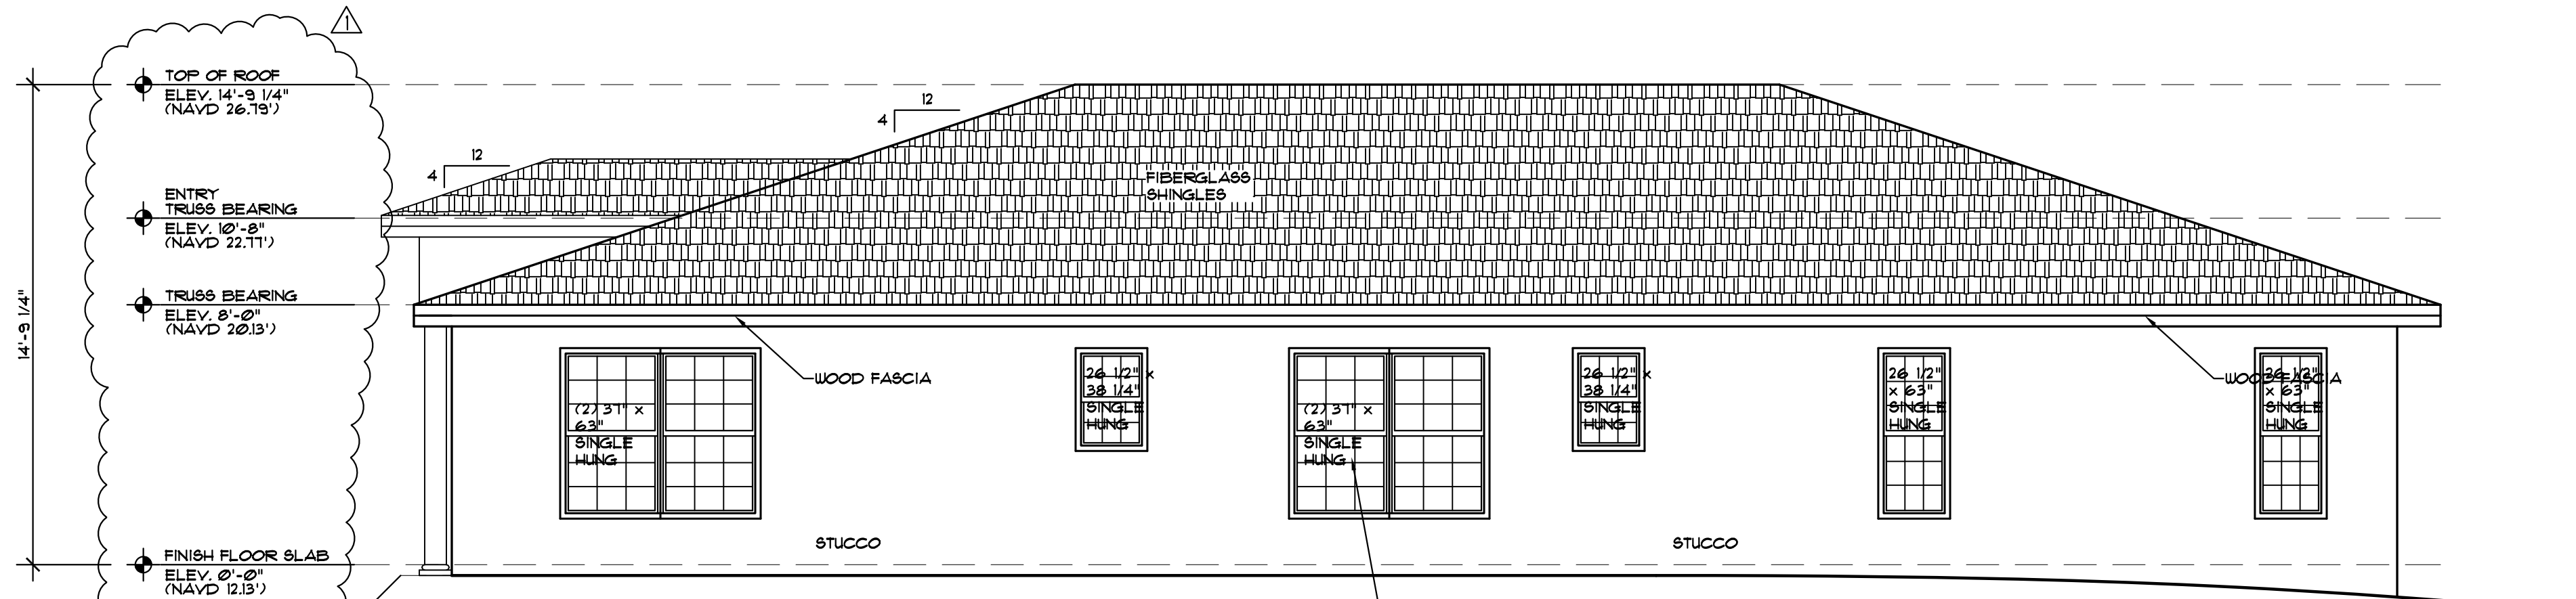 1
TOP OF ROOF
ELEV. 14'-9 1/4"
(NAVD 26.79')
12
4
12
4
ENTRY
TRUSS BEARING
ELEV. 10'-8"
(NAVD 22.77')
FIBERGLASS
SHINGLES
TRUSS BEARING
ELEV. 8'-0"
(NAVD 20.13')
14'-9 1/4"
WOOD FASCIA
WOOD FASCIA
(2) 37" x
63"
SINGLE
HUNG
26 1/2" x
38 1/4"
SINGLE
HUNG
(2) 37" x
63"
SINGLE
HUNG
26 1/2" x
38 1/4"
SINGLE
HUNG
26 1/2"
x 63"
SINGLE
HUNG
26 1/2"
x 63"
SINGLE
HUNG
STUCCO
STUCCO
FINISH FLOOR SLAB
ELEV. 0'-0"
(NAVD 12.13')